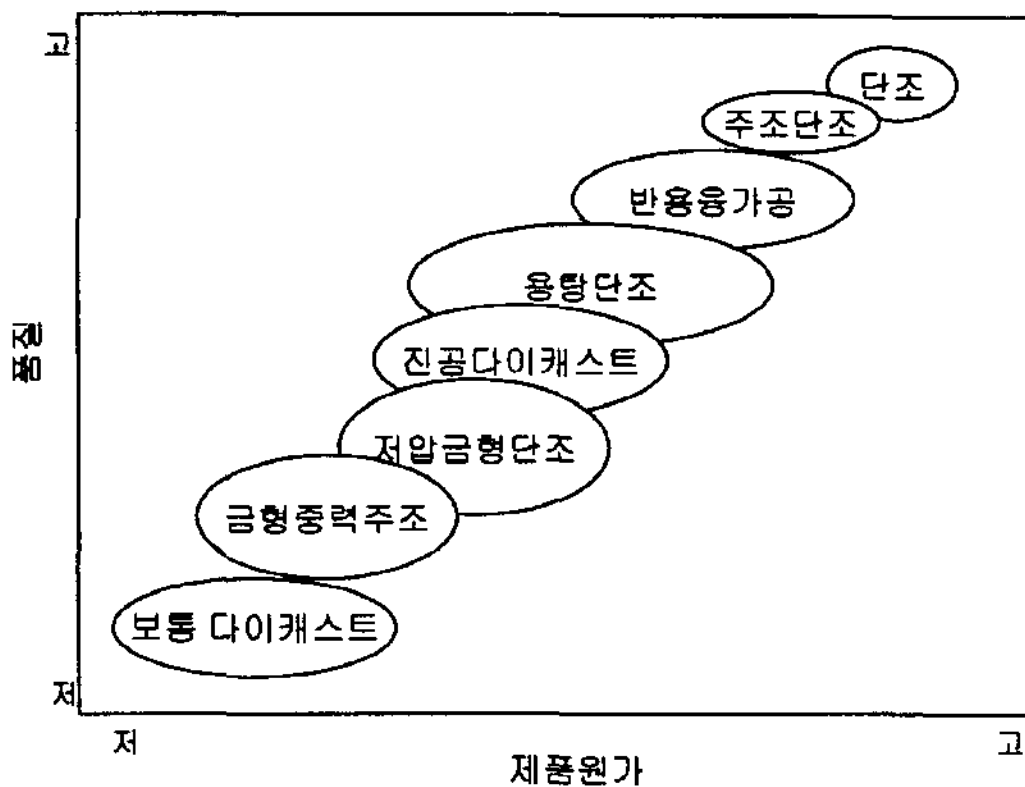 고
단조
주조단조
반용융가공
용탕단조
품질
진공다이캐스트
저압금형단조
금형중력주조
보통 다이캐스트
저
저
고
제품원가